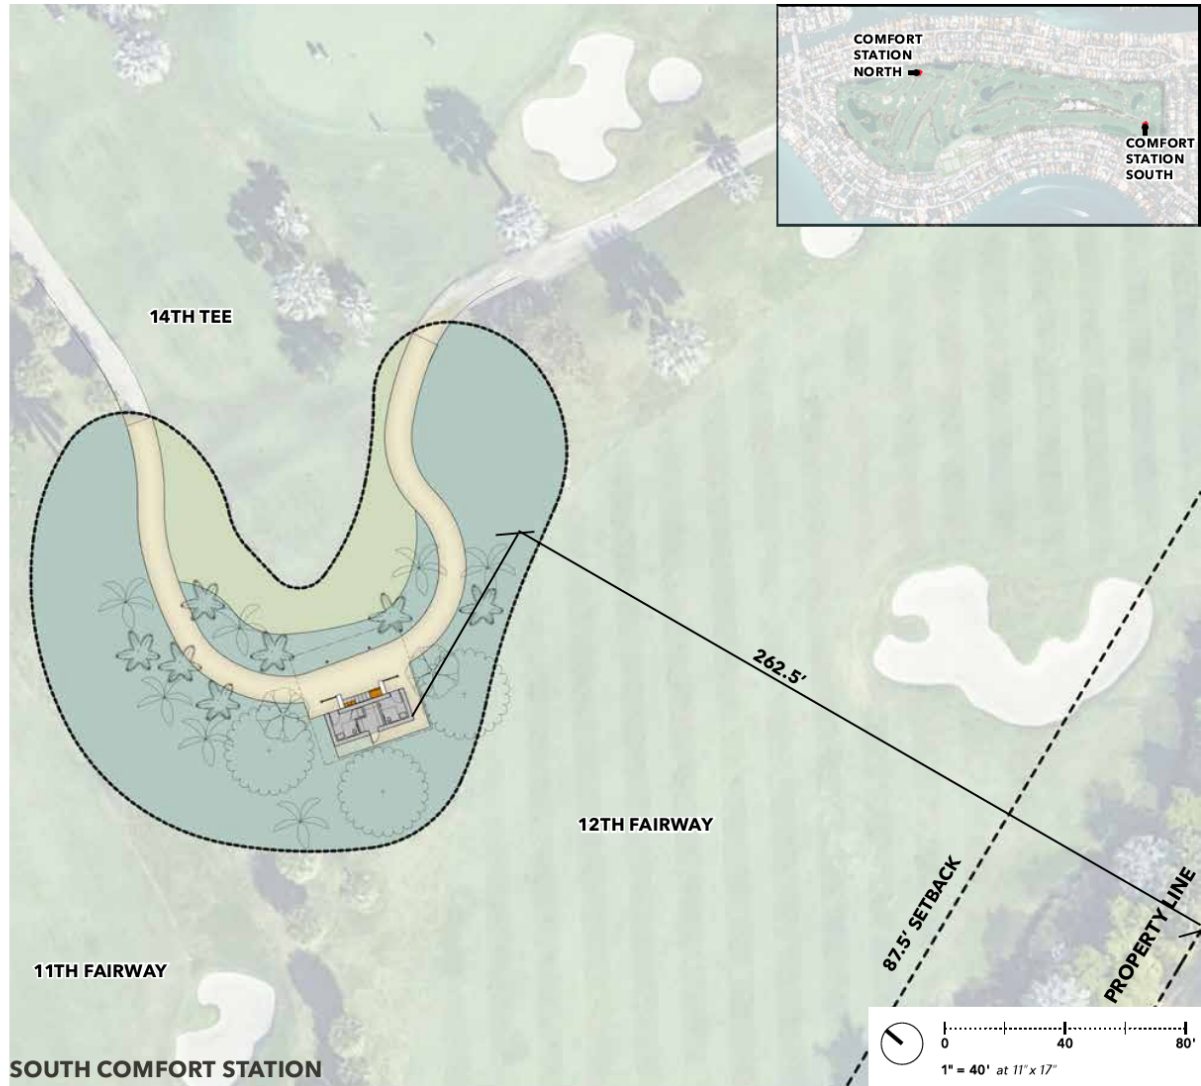 COMFORT
STATION
NORTH
COMFORT
STATION
SOUTH
14TH TEE
262.5'
12TH FAIRWAY
87.5' SETBACK
PROPERTY LINE
11TH FAIRWAY
SOUTH COMFORT STATION
0 40 80'
1" = 40' at 11" x 17"